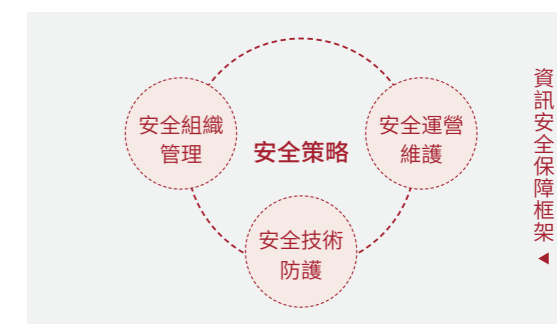 安全組織
管理
安全策略
安全運營
維護
安全技術
防護
資訊安全保障框架